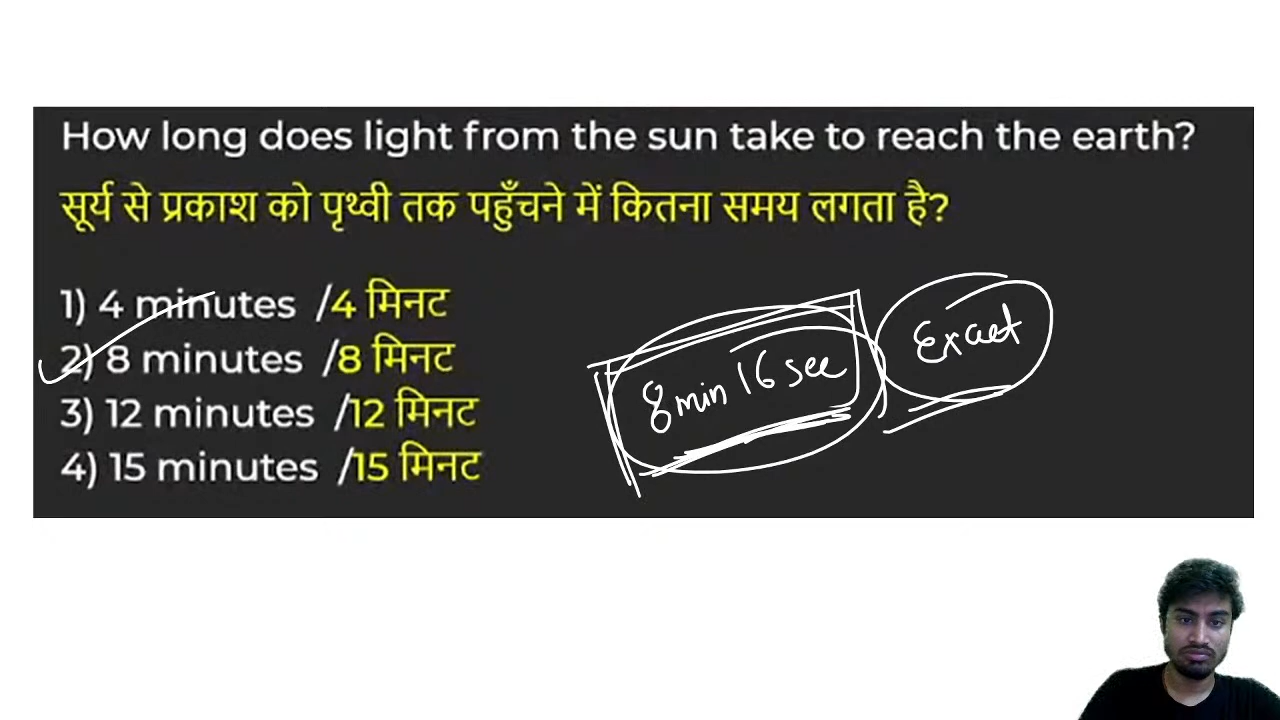 How long does light from the sun take to reach the earth?
सूर्य से प्रकाश को पृथ्वी तक पहुँचने में कितना समय लगता है?
1) 4 minutes /4 मिनट
2) 8 minutes /8 मिनट
3) 12 minutes /12 मिनट
4) 15 minutes /15 मिनट
8 min 16 sec
Exact